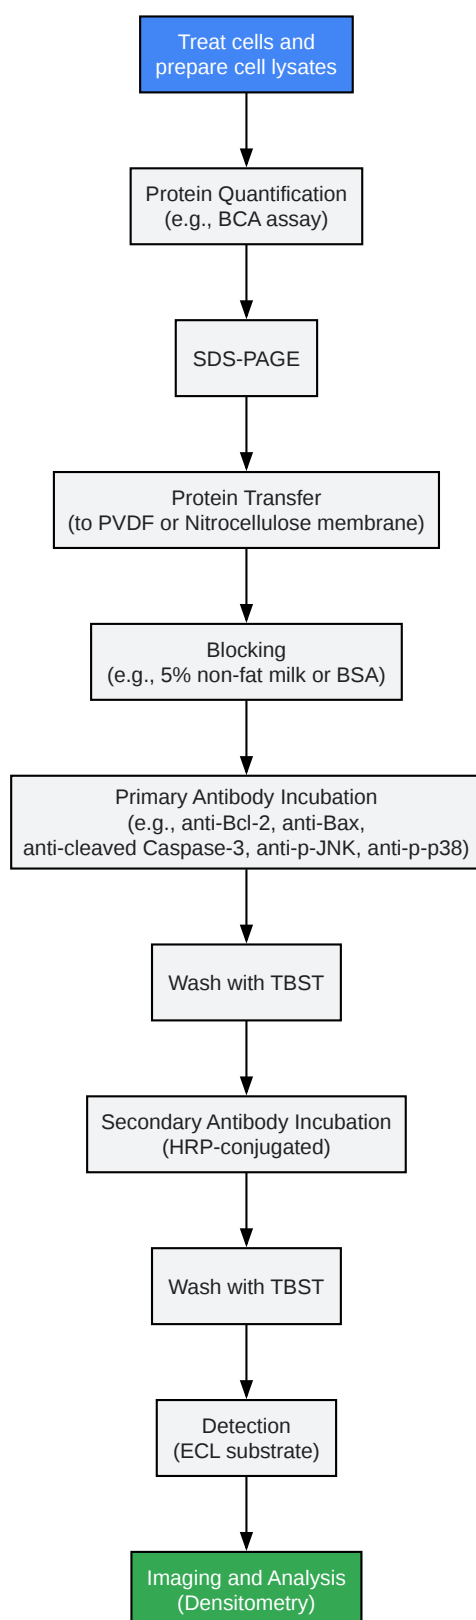 Treat cells and
prepare cell lysates
Protein Quantification
(e.g., BCA assay)
SDS-PAGE
Protein Transfer
(to PVDF or Nitrocellulose membrane)
Blocking
(e.g., 5% non-fat milk or BSA)
Primary Antibody Incubation
(e.g., anti-Bcl-2, anti-Bax,
anti-cleaved Caspase-3, anti-p-JNK, anti-p-p38)
Wash with TBST
Secondary Antibody Incubation
(HRP-conjugated)
Wash with TBST
Detection
(ECL substrate)
Imaging and Analysis
(Densitometry)